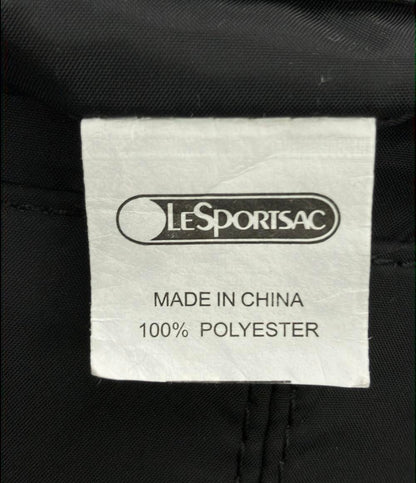 LESPORTSAC
MADE IN CHINA
100% POLYESTER